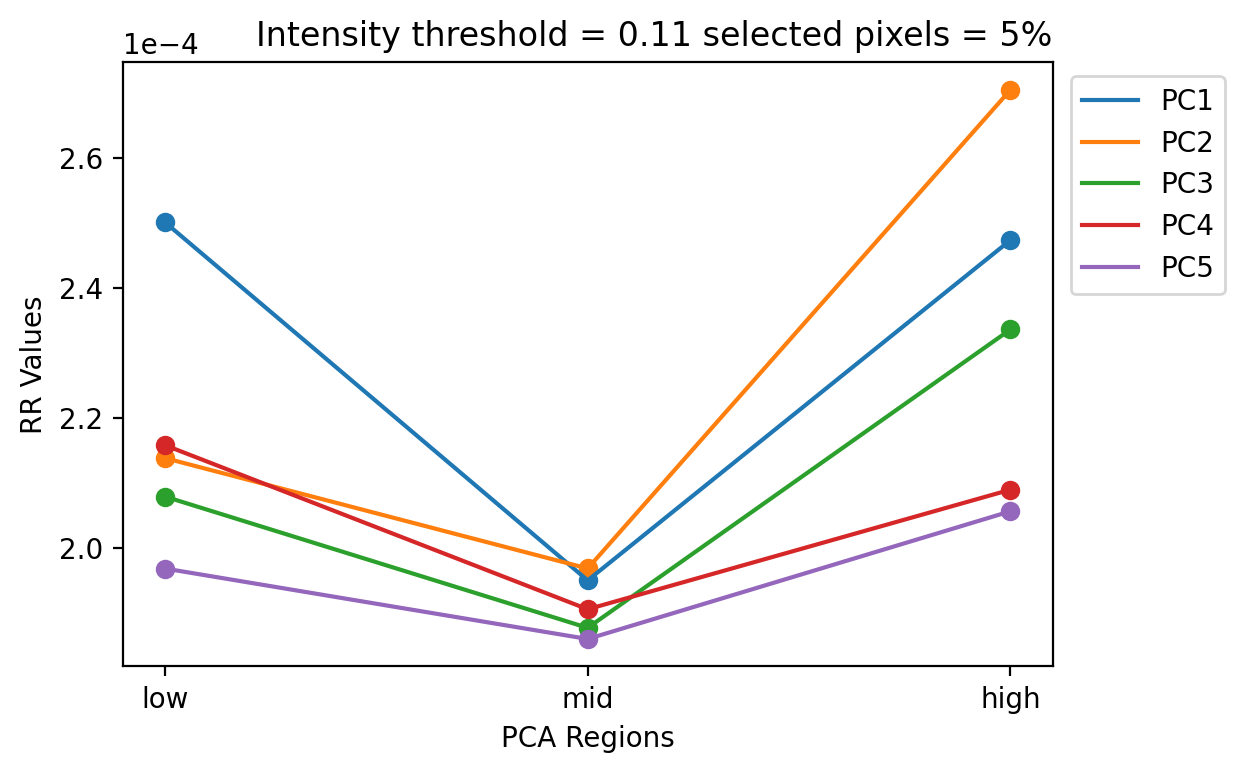 Intensity threshold = 0.11 selected pixels = 5%
1e−4
2.6
2.4
2.2
2.0
RR Values
low
mid
high
PCA Regions
PC1
PC2
PC3
PC4
PC5